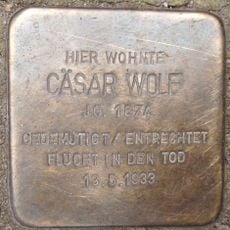 HIER WOHNTE
CÄSAR WOLF
JG. 1874
GEDEMÜTIGT / ENTRECHTET
FLUCHT IN DEN TOD
13.5.1933